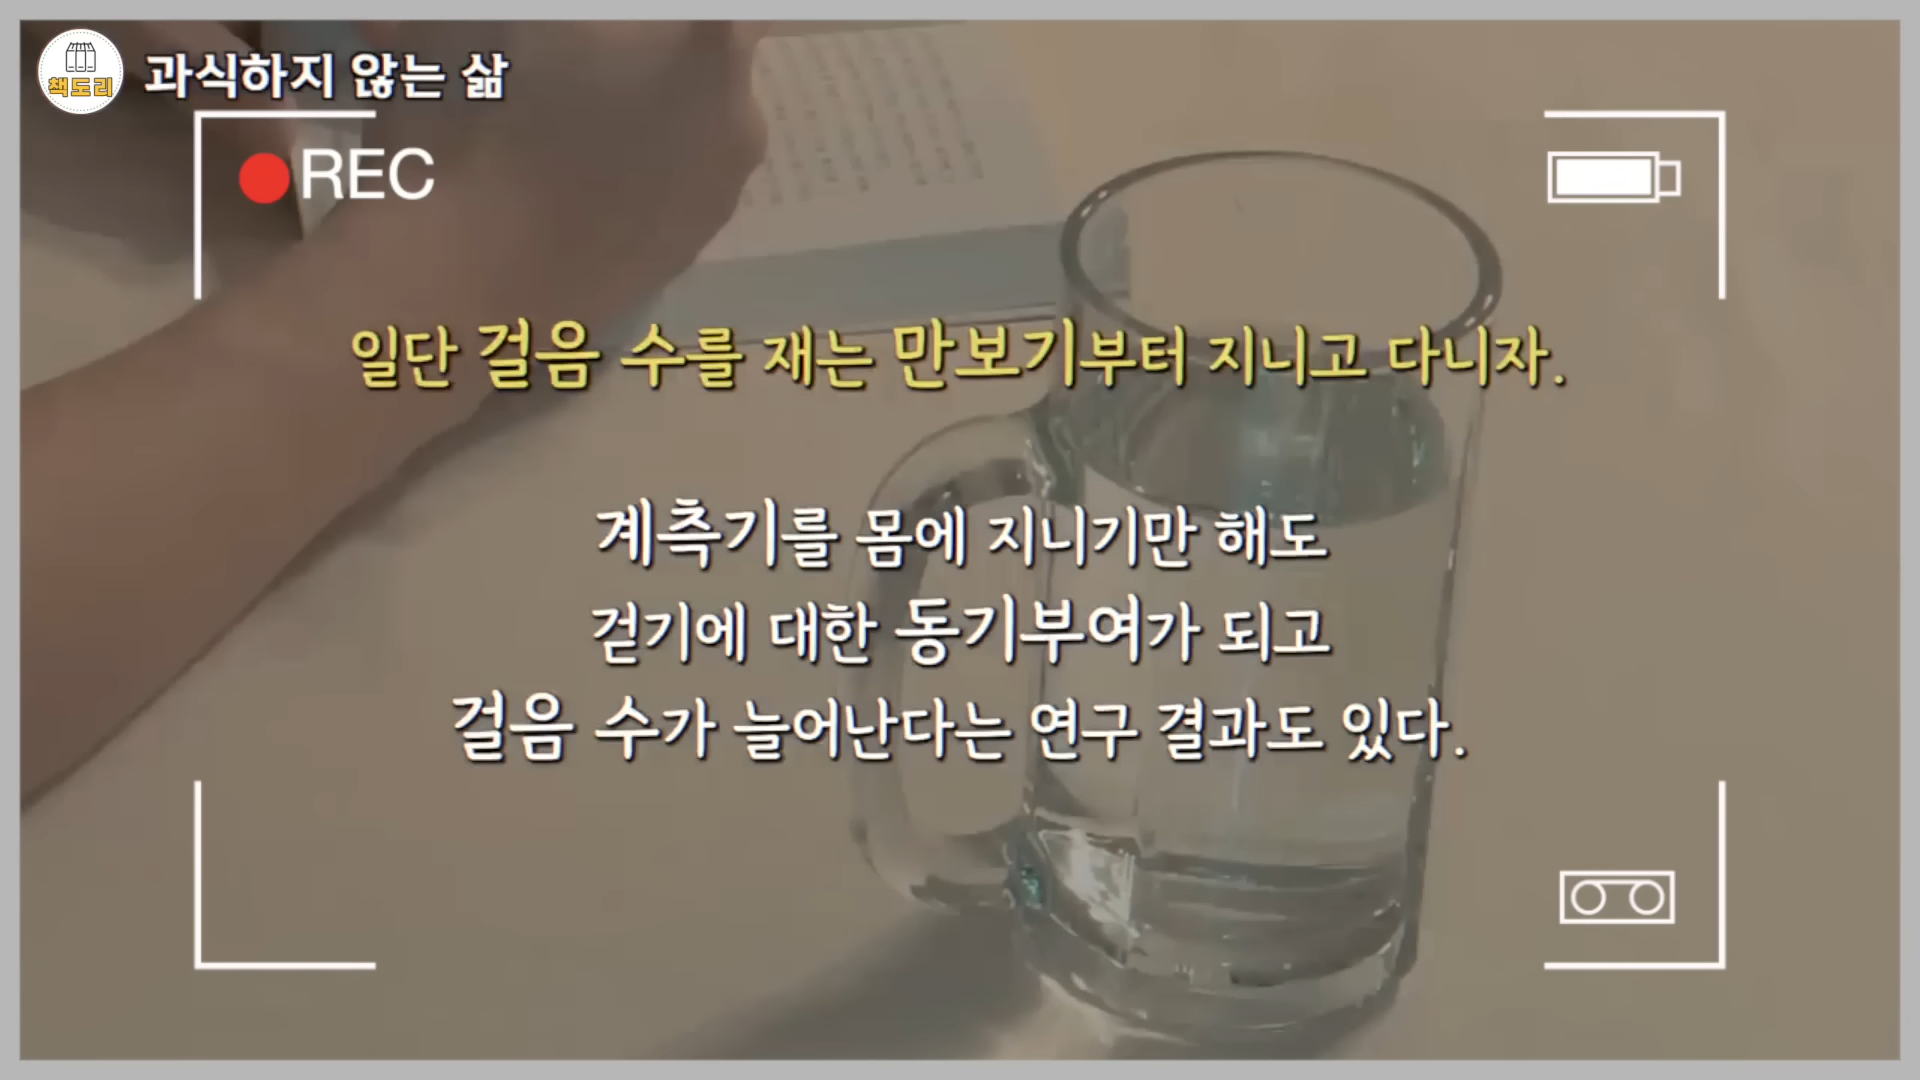 책도리
과식하지 않는 삶
REC
일단 걸음 수를 재는 만보기부터 지니고 다니자.
계측기를 몸에 지니기만 해도
걷기에 대한 동기부여가 되고
걸음 수가 늘어난다는 연구 결과도 있다.